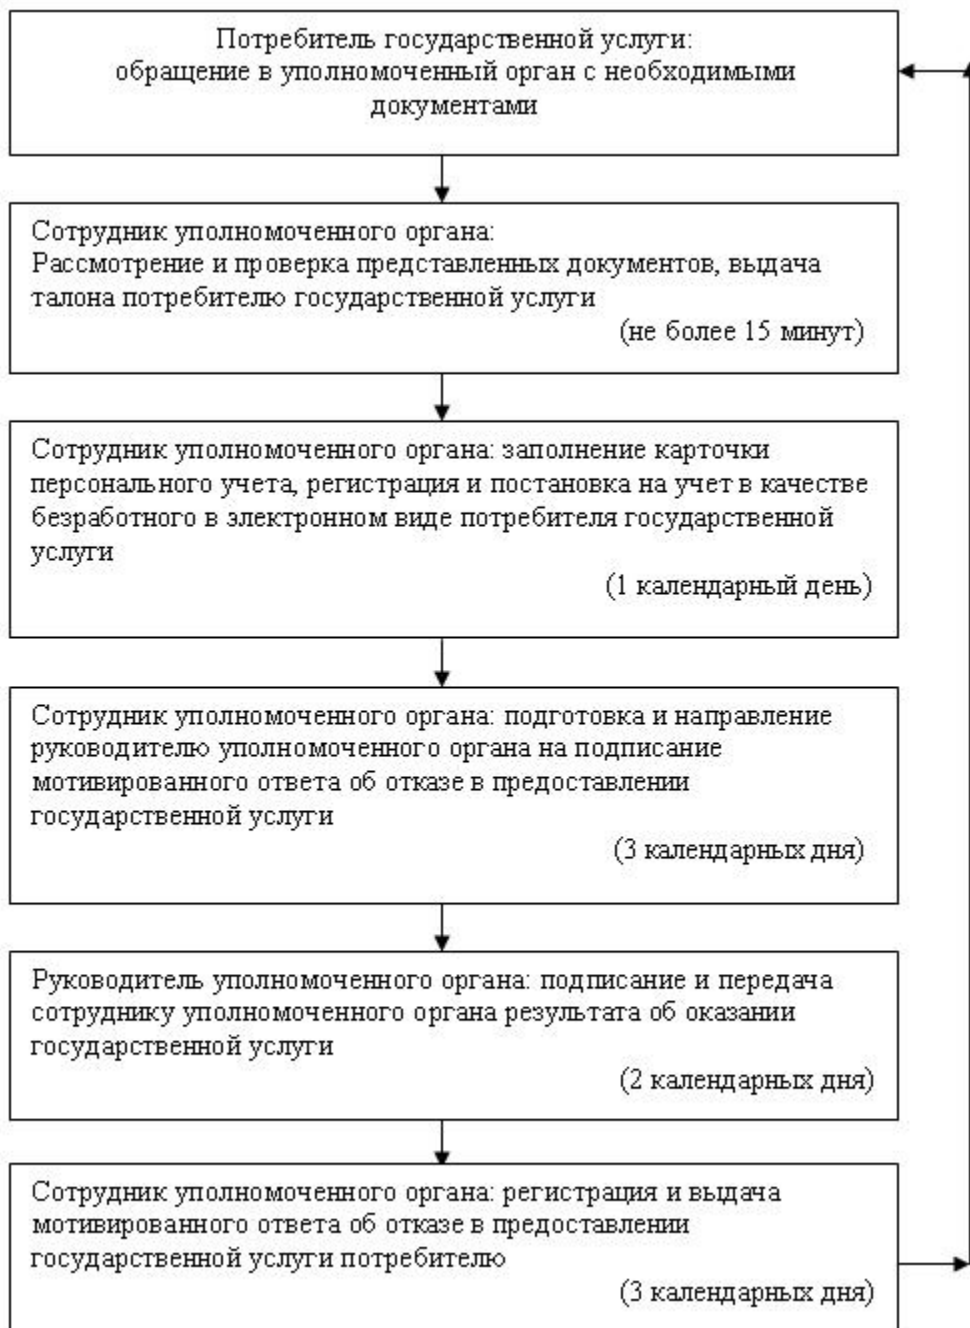 Потребитель государственной услуги:
обращение в уполномоченный орган с необходимыми
документами
Сотрудник уполномоченного органа:
Рассмотрение и проверка представленных документов, выдача
талона потребителю государственной услуги
(не более 15 минут)
Сотрудник уполномоченного органа: заполнение карточки
персонального учета, регистрация и постановка на учет в качестве
безработного в электронном виде потребителя государственной
услуги
(1 календарный день)
Сотрудник уполномоченного органа: подготовка и направление
руководителю уполномоченного органа на подписание
мотивированного ответа об отказе в предоставлении
государственной услуги
(3 календарных дня)
Руководитель уполномоченного органа: подписание и передача
сотруднику уполномоченного органа результата об оказании
государственной услуги
(2 календарных дня)
Сотрудник уполномоченного органа: регистрация и выдача
мотивированного ответа об отказе в предоставлении
государственной услуги потребителю
(3 календарных дня)